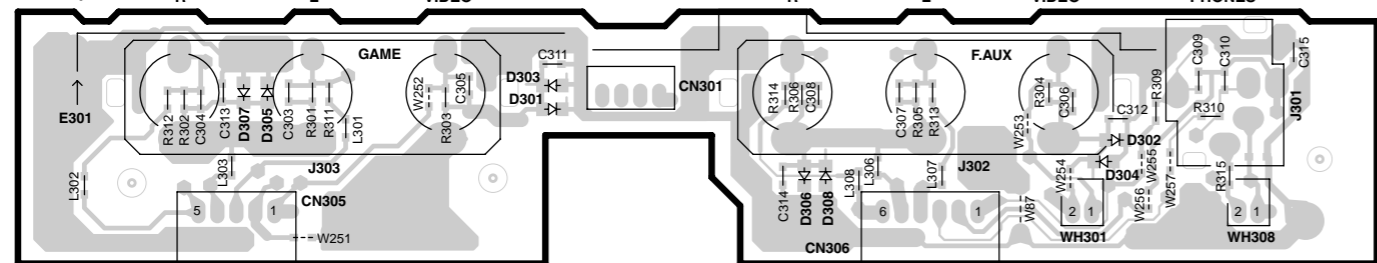 GAME
F.AUX
C311
D303
D301
CN301
E301
R312
R302
C304
C313
D307
D305
C303
R301
R311
L301
W252
R303
C305
J303
L302
L303
CN305
5
1
W251
R314
R306
C308
C307
R305
R313
R304
C306
W253
C312
D302
D304
R309
C309
C310
R310
C315
J301
J302
C314
D306
D308
L308
L306
L307
CN306
6
1
W87
W254
2 1
WH301
W255
W256
W257
R315
2 1
WH308